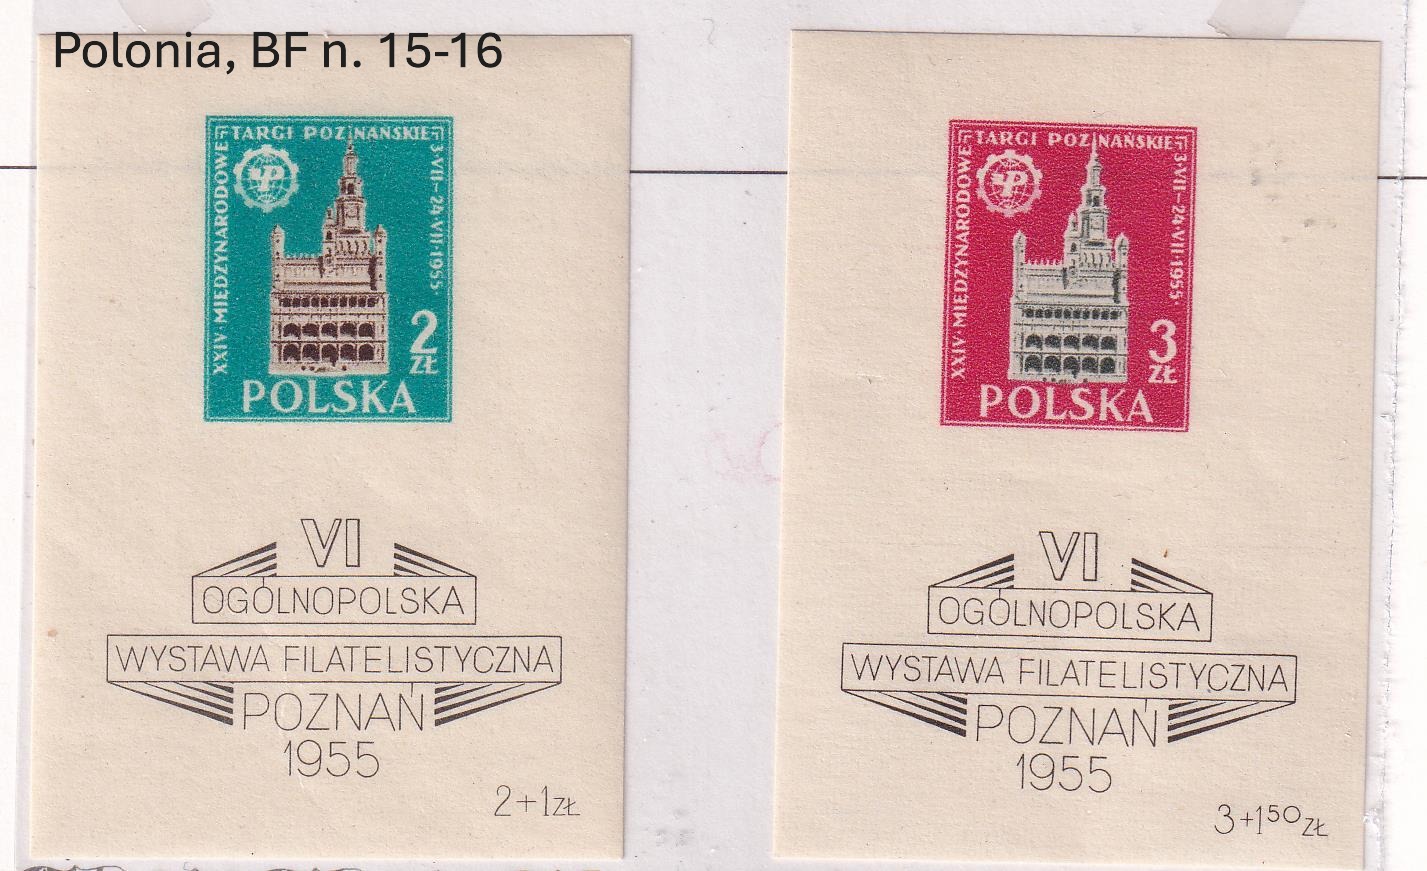 Polonia, BF n. 15-16
TARGI POZNAŃSKIE
XXIV·MIĘDZYNARODOWE
3·VII–24·VII·1955·
2
ZŁ
POLSKA
VI
OGÓLNOPOLSKA
WYSTAWA FILATELISTYCZNA
POZNAŃ
1955
2+1ZŁ
TARGI POZNAŃSKIE
XXIV·MIĘDZYNARODOWE
3·VII–24·VII·1955·
3
ZŁ
POLSKA
VI
OGÓLNOPOLSKA
WYSTAWA FILATELISTYCZNA
POZNAŃ
1955
3+1⁵⁰ZŁ